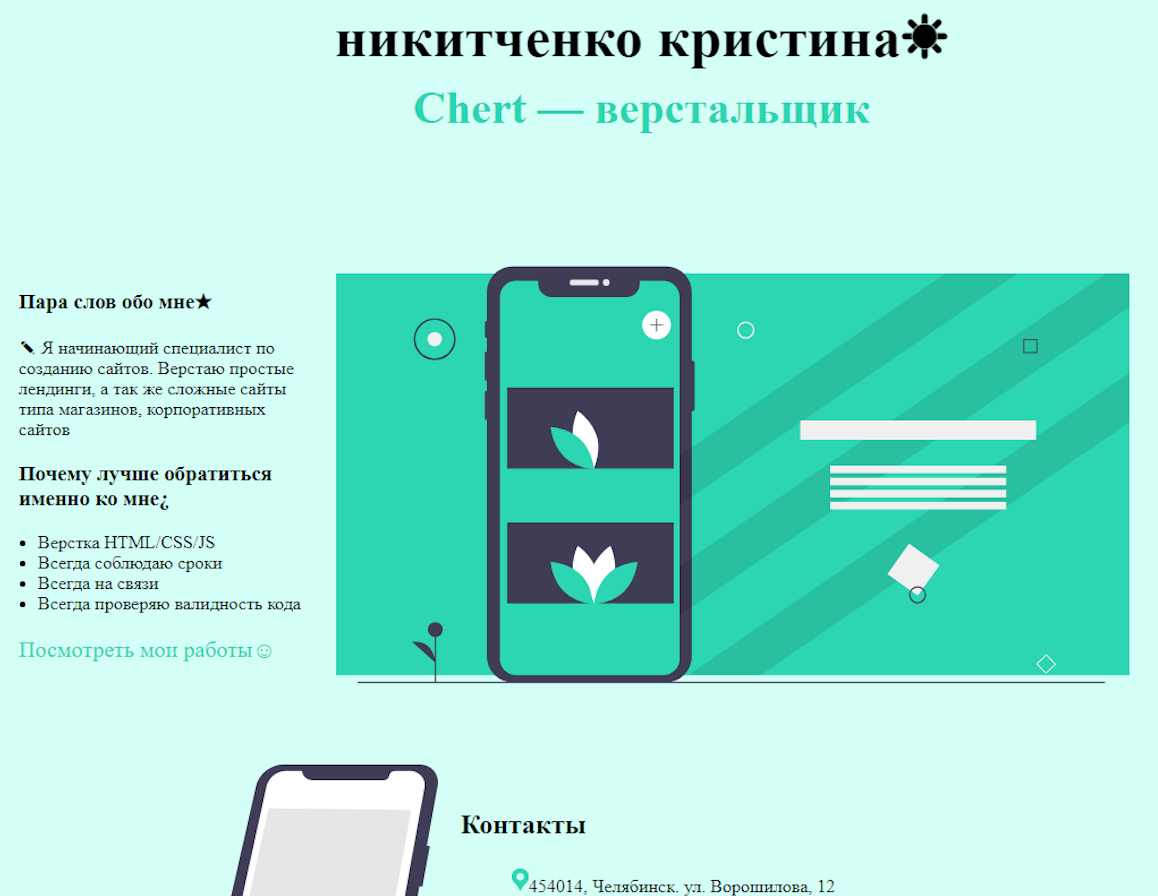 никитченко кристина☀
Chert — верстальщик
Пара слов обо мне★
✎ Я начинающий специалист по
созданию сайтов. Верстаю простые
лендинги, а так же сложные сайты
типа магазинов, корпоративных
сайтов
Почему лучше обратиться
именно ко мне¿
• Верстка HTML/CSS/JS
• Всегда соблюдаю сроки
• Всегда на связи
• Всегда проверяю валидность кода
Посмотреть мои работы☺
Контакты
454014, Челябинск. ул. Ворошилова, 12